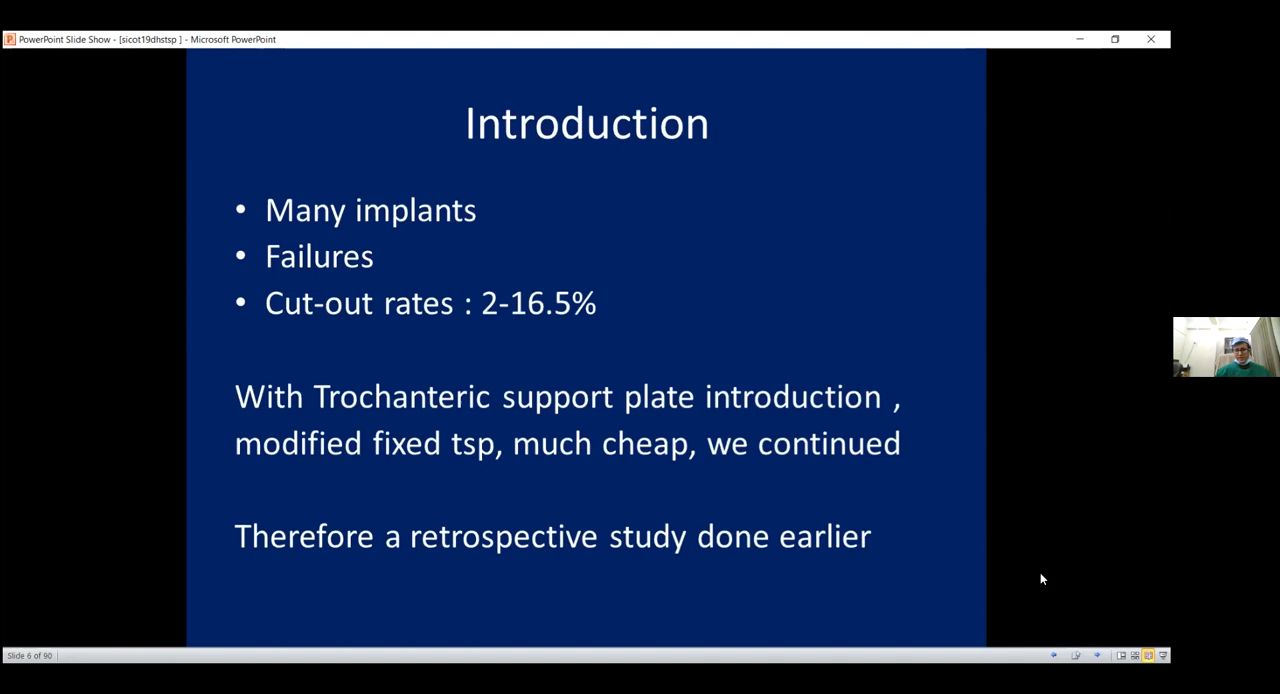 PowerPoint Slide Show - [sicot19dhstsp ] - Microsoft PowerPoint
Introduction
• Many implants
• Failures
• Cut-out rates : 2-16.5%
With Trochanteric support plate introduction ,
modified fixed tsp, much cheap, we continued
Therefore a retrospective study done earlier
Slide 6 of 90